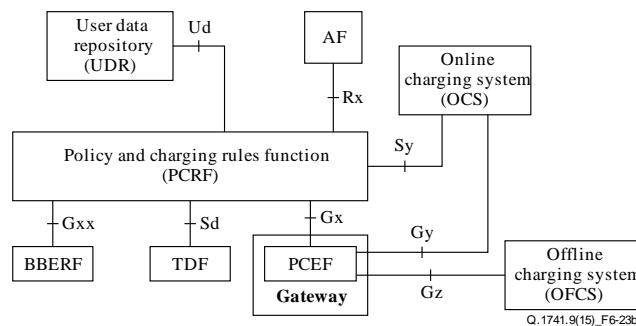 User data
repository
(UDR)
Ud
AF
Rx
Online
charging system
(OCS)
Policy and charging rules function
(PCRF)
Sy
Gxx
Sd
Gx
Gy
BBERF
TDF
PCEF
Gateway
Gz
Offline
charging system
(OFCS)
Q.1741.9(15)_F6-23b